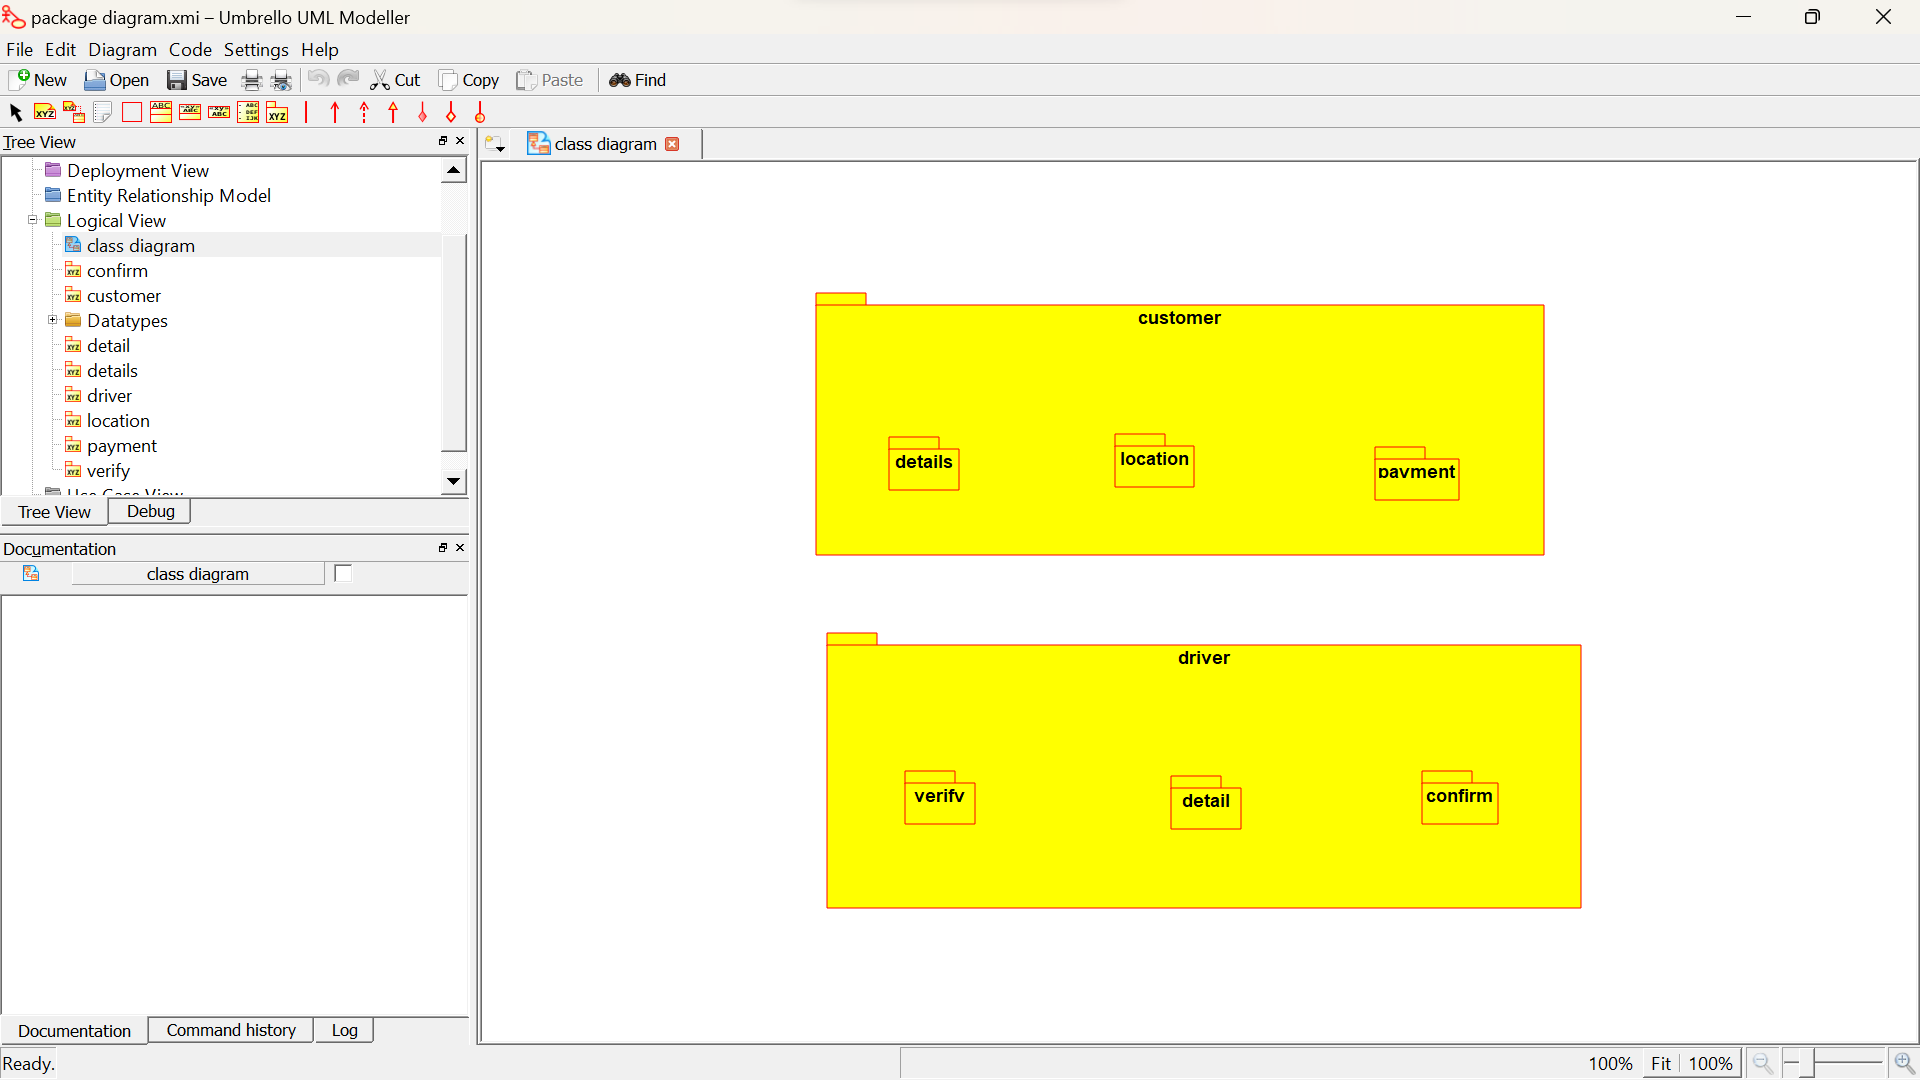 package diagram.xmi – Umbrello UML Modeller
File Edit Diagram Code Settings Help
New Open Save Cut Copy Paste Find
Tree View
class diagram
Deployment View
Entity Relationship Model
Logical View
class diagram
confirm
customer
Datatypes
detail
details
driver
location
payment
verify
Use Case View
Tree View Debug
Documentation
class diagram
customer
details
location
payment
driver
verify
detail
confirm
Documentation Command history Log
Ready.
100% Fit 100%